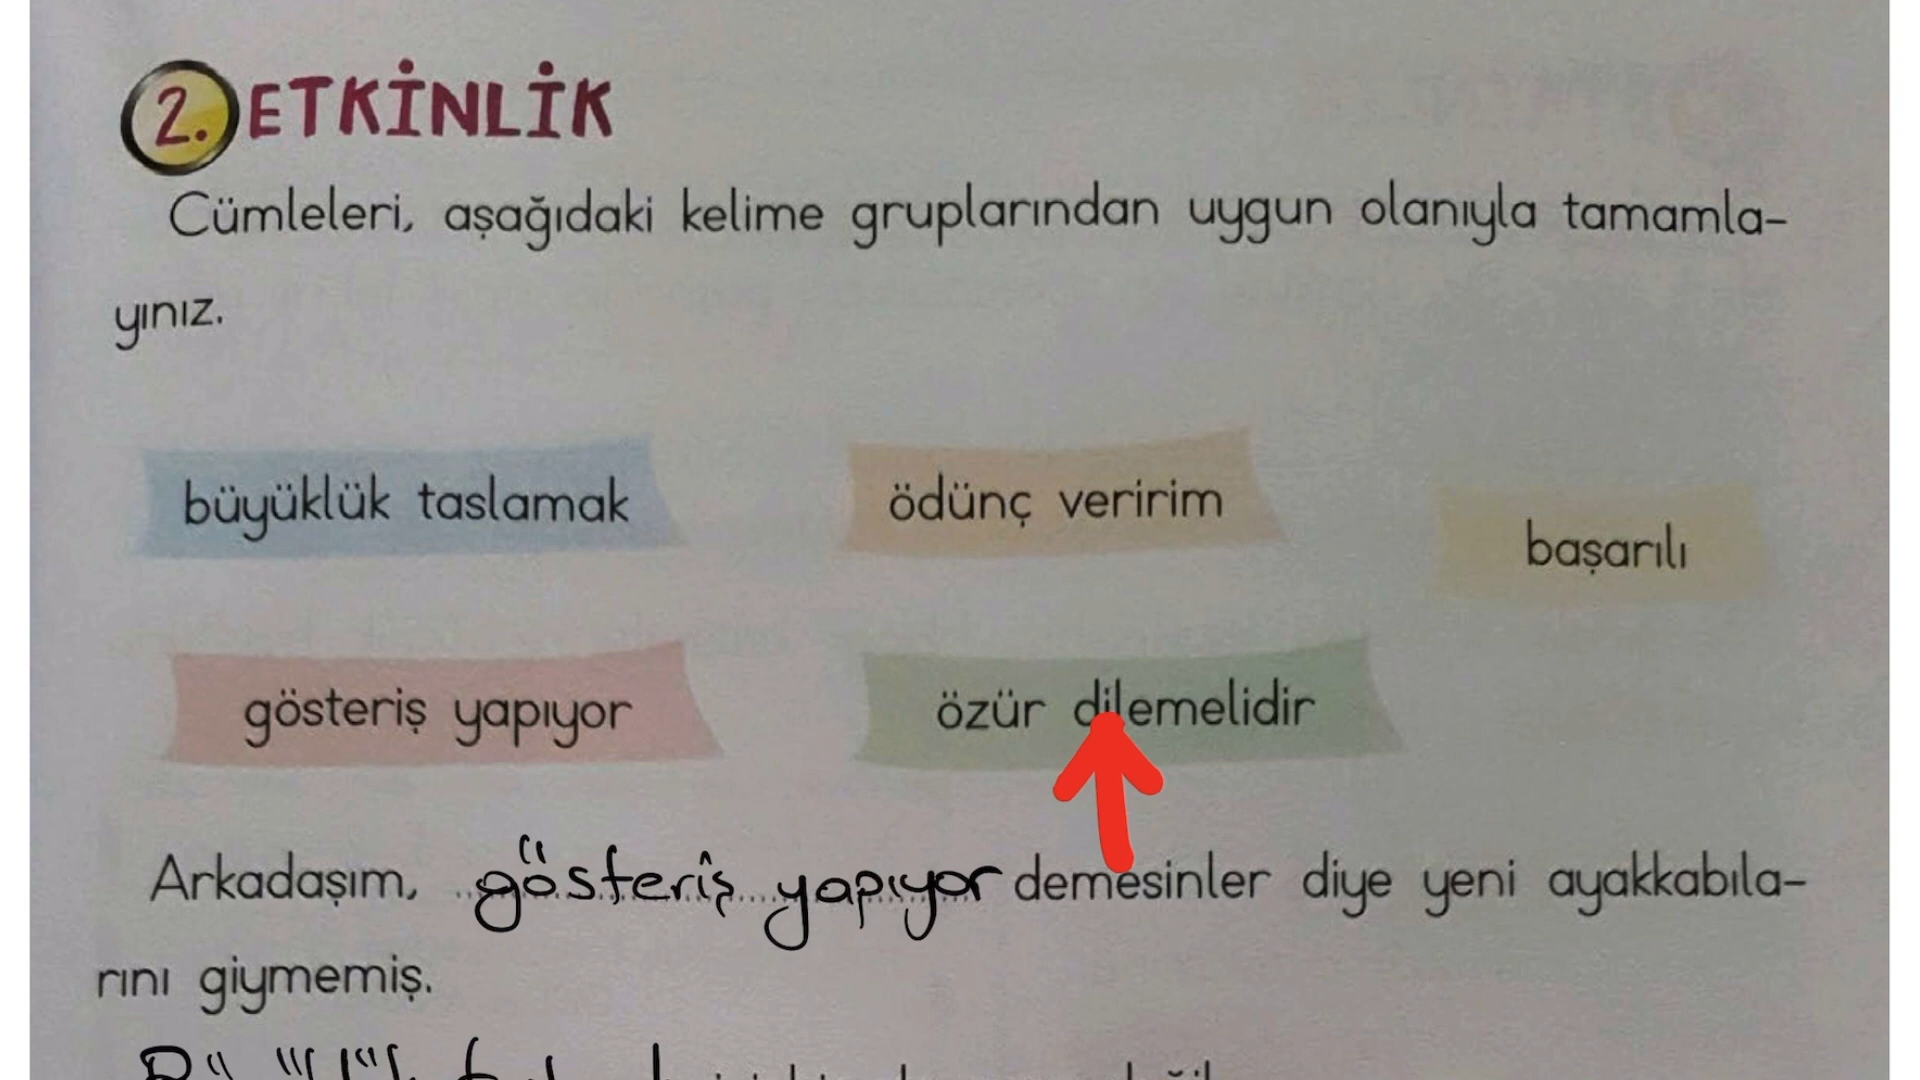 2. ETKİNLİK
Cümleleri, aşağıdaki kelime gruplarından uygun olanıyla tamamla-
yınız.
büyüklük taslamak
ödünç veririm
başarılı
gösteriş yapıyor
özür dilemelidir
Arkadaşım, gösteriş yapıyor demesinler diye yeni ayakkabıla-
rını giymemiş.